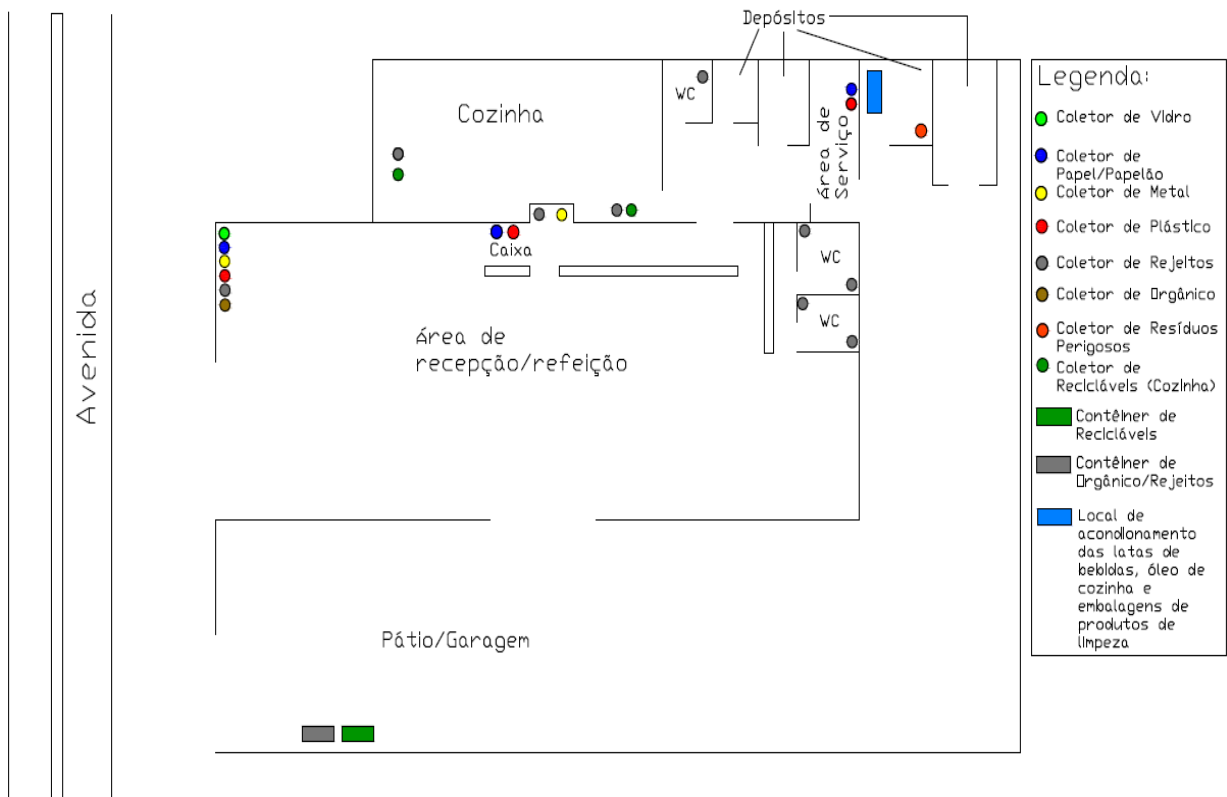 Depósitos
Cozinha
WC
Área de
Serviço
Caixa
WC
WC
Área de
recepção/refeição
Avenida
Pátio/Garagem
Legenda:
Coletor de Vidro
Coletor de
Papel/Papelão
Coletor de Metal
Coletor de Plástico
Coletor de Rejeitos
Coletor de Orgânico
Coletor de Resíduos
Perigosos
Coletor de
Recicláveis (Cozinha)
Contêiner de
Recicláveis
Contêiner de
Orgânico/Rejeitos
Local de
acondionamento
das latas de
bebidas, óleo de
cozinha e
embalagens de
produtos de
limpeza